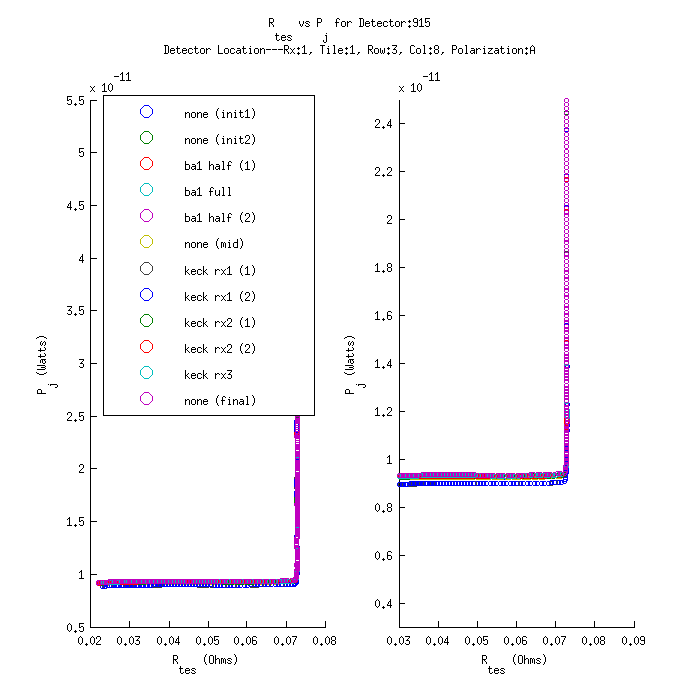 R_tes vs P_j for Detector:915
Detector Location---Rx:1, Tile:1, Row:3, Col:8, Polarization:A
x 10^-11
5.5
5
4.5
4
3.5
3
2.5
2
1.5
1
0.5
P_j (Watts)
none (init1)
none (init2)
ba1 half (1)
ba1 full
ba1 half (2)
none (mid)
keck rx1 (1)
keck rx1 (2)
keck rx2 (1)
keck rx2 (2)
keck rx3
none (final)
0.02 0.03 0.04 0.05 0.06 0.07 0.08
R_tes (Ohms)
x 10^-11
2.4
2.2
2
1.8
1.6
1.4
1.2
1
0.8
0.6
0.4
P_j (Watts)
0.03 0.04 0.05 0.06 0.07 0.08 0.09
R_tes (Ohms)